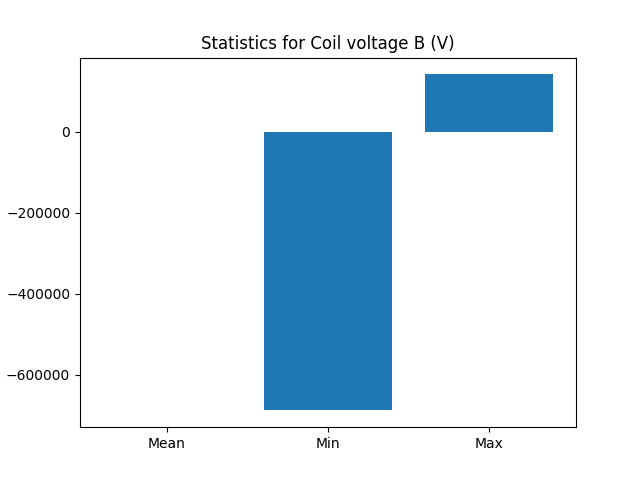 Statistics for Coil voltage B (V)
0
−200000
−400000
−600000
Mean Min Max